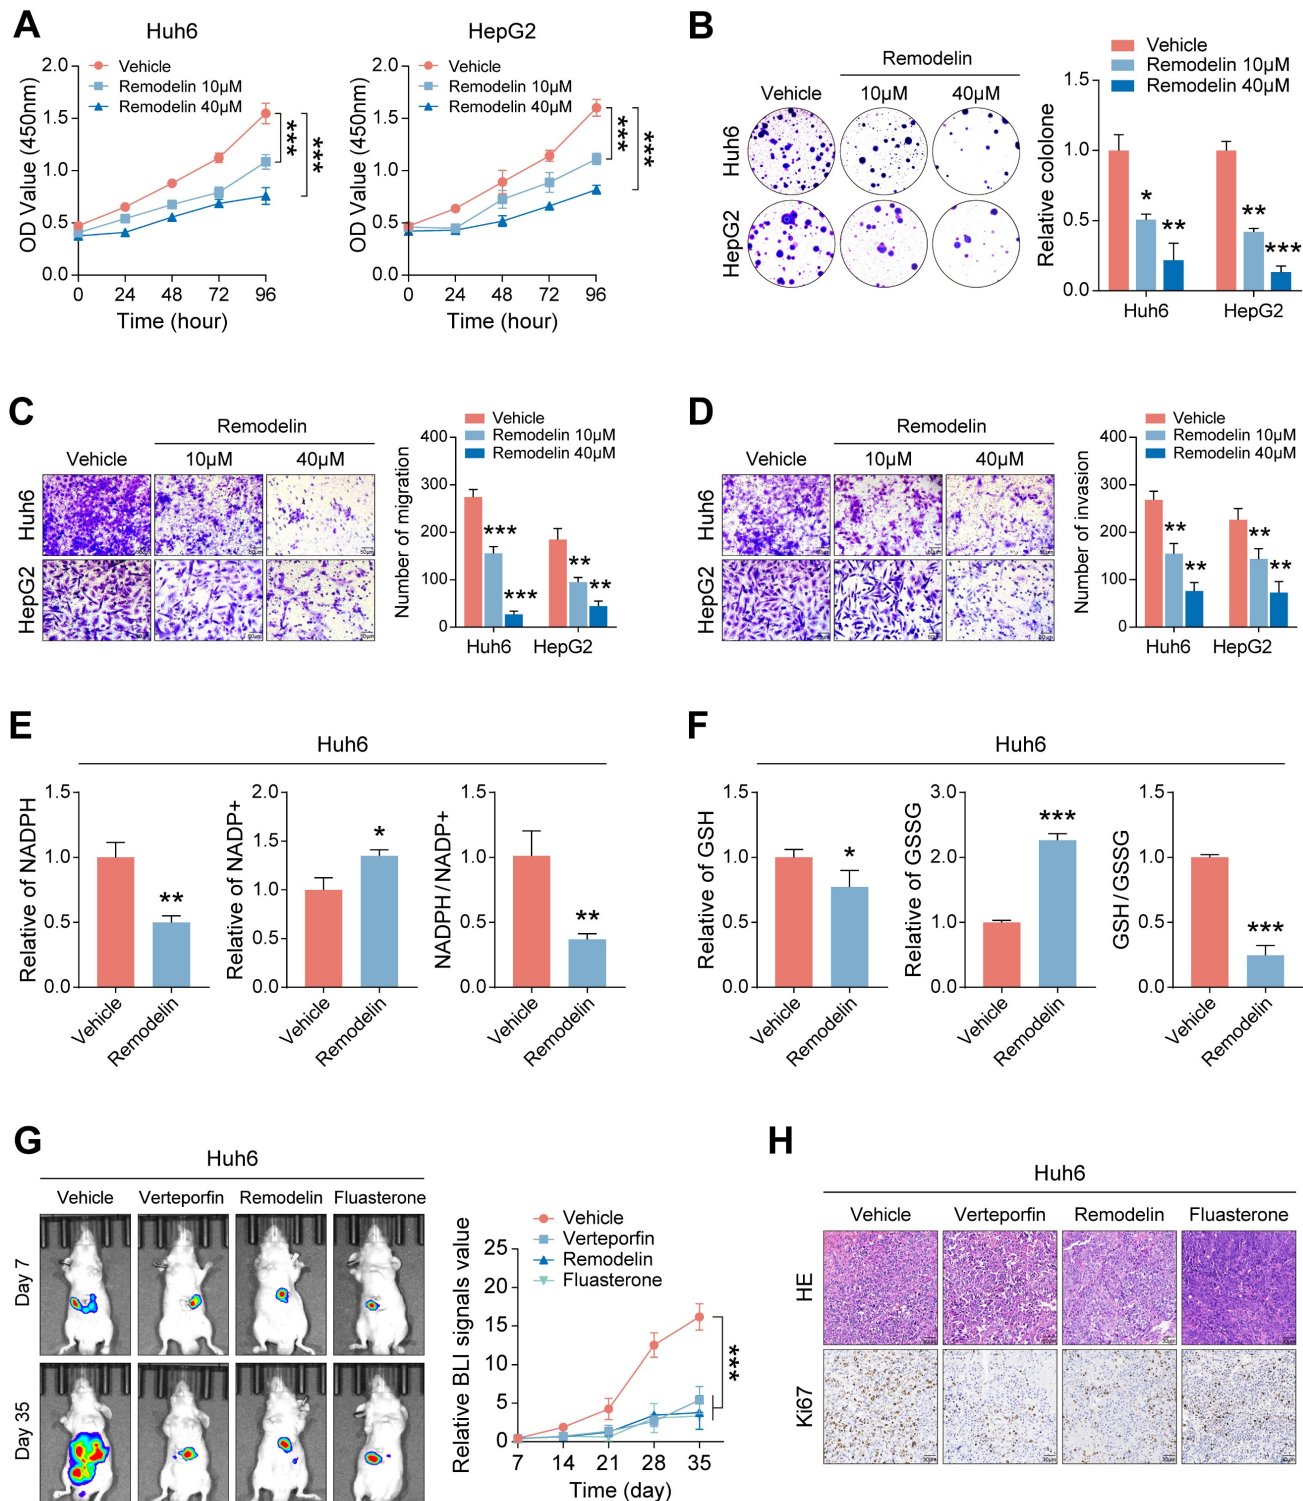 A
Huh6
HepG2
Vehicle
Remodelin 10μM
Remodelin 40μM
Vehicle
Remodelin 10μM
Remodelin 40μM
OD Value (450nm)
2.0
1.5
1.0
0.5
0.0
***
***
0 24 48 72 96
Time (hour)
OD Value (450nm)
2.0
1.5
1.0
0.5
0.0
***
***
0 24 48 72 96
Time (hour)
B
Remodelin
Vehicle 10μM 40μM
Huh6
HepG2
Vehicle
Remodelin 10μM
Remodelin 40μM
Relative cololone
1.5
1.0
0.5
0.0
* ** ** ***
Huh6 HepG2
C
Remodelin
Vehicle 10μM 40μM
Huh6
HepG2
Vehicle
Remodelin 10μM
Remodelin 40μM
Number of migration
400
300
200
100
0
*** *** ** **
Huh6 HepG2
D
Remodelin
Vehicle 10μM 40μM
Huh6
HepG2
Vehicle
Remodelin 10μM
Remodelin 40μM
Number of invasion
400
300
200
100
0
** ** ** **
Huh6 HepG2
E
Huh6
Relative of NADPH
1.5
1.0
0.5
0.0
**
Vehicle Remodelin
Relative of NADP+
2.0
1.5
1.0
0.5
0.0
*
Vehicle Remodelin
NADPH/NADP+
1.5
1.0
0.5
0.0
**
Vehicle Remodelin
F
Huh6
Relative of GSH
1.5
1.0
0.5
0.0
*
Vehicle Remodelin
Relative of GSSG
3.0
2.0
1.0
0.0
***
Vehicle Remodelin
GSH/GSSG
1.5
1.0
0.5
0.0
***
Vehicle Remodelin
G
Huh6
Vehicle Verteporfin Remodelin Fluasterone
Day 7
Day 35
Vehicle
Verteporfin
Remodelin
Fluasterone
Relative BLI signals value
25
20
15
10
5
0
***
7 14 21 28 35
Time (day)
H
Huh6
Vehicle Verteporfin Remodelin Fluasterone
HE
Ki67